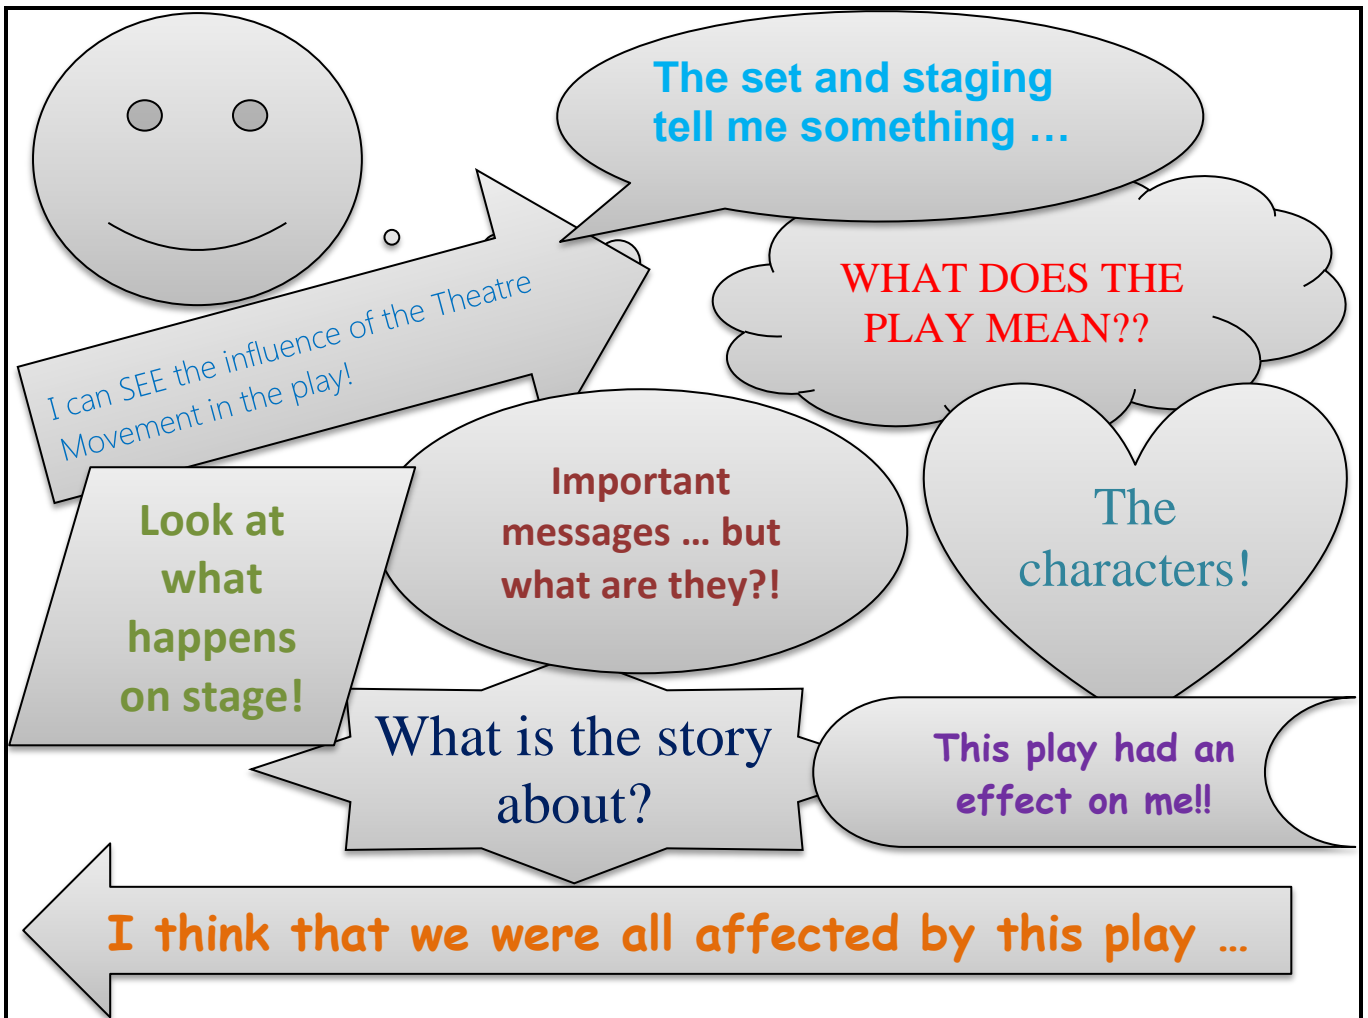 The set and staging
tell me something …
WHAT DOES THE
PLAY MEAN??
I can SEE the influence of the Theatre
Movement in the play!
Important
messages … but
what are they?!
The
characters!
Look at
what
happens
on stage!
What is the story
about?
This play had an
effect on me!!
I think that we were all affected by this play …